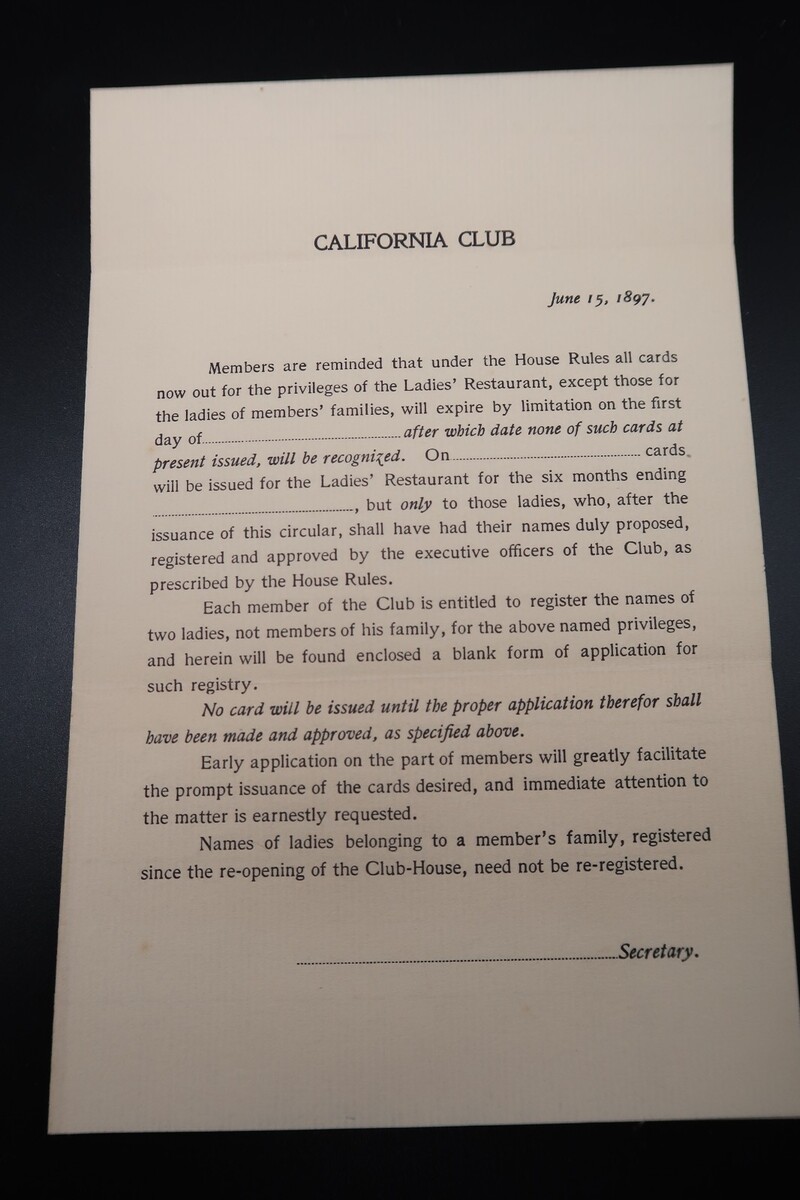 CALIFORNIA CLUB
June 15, 1897.
Members are reminded that under the House Rules all cards
now out for the privileges of the Ladies' Restaurant, except those for
the ladies of members' families, will expire by limitation on the first
day of.......................................after which date none of such cards at
present issued, will be recognized. On....................................... cards
will be issued for the Ladies' Restaurant for the six months ending
......................................., but only to those ladies, who, after the
issuance of this circular, shall have had their names duly proposed,
registered and approved by the executive officers of the Club, as
prescribed by the House Rules.
Each member of the Club is entitled to register the names of
two ladies, not members of his family, for the above named privileges,
and herein will be found enclosed a blank form of application for
such registry.
No card will be issued until the proper application therefor shall
have been made and approved, as specified above.
Early application on the part of members will greatly facilitate
the prompt issuance of the cards desired, and immediate attention to
the matter is earnestly requested.
Names of ladies belonging to a member's family, registered
since the re-opening of the Club-House, need not be re-registered.
.......................................Secretary.